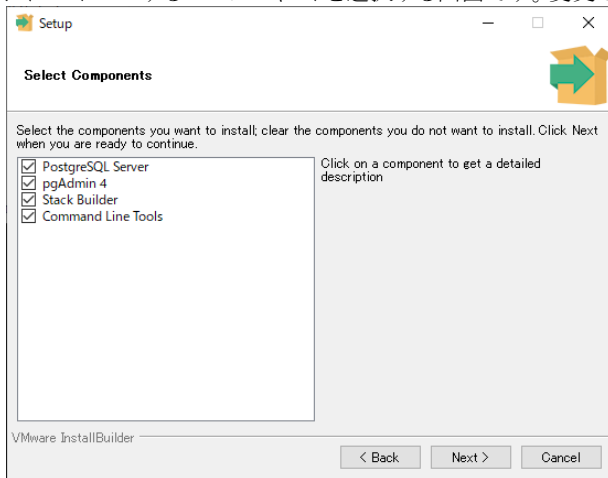 Setup
Select Components
Select the components you want to install; clear the components you do not want to install. Click Next
when you are ready to continue.
PostgreSQL Server
pgAdmin 4
Stack Builder
Command Line Tools
Click on a component to get a detailed
description
VMware InstallBuilder
< Back
Next >
Cancel